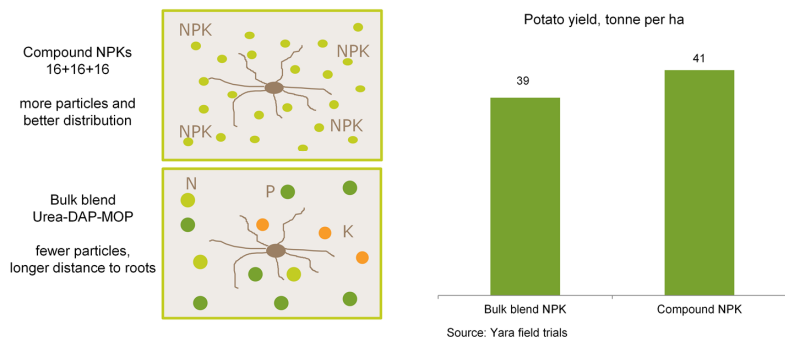 Compound NPKs
16+16+16
more particles and
better distribution
NPK
NPK
NPK
NPK
Bulk blend
Urea-DAP-MOP
fewer particles,
longer distance to roots
N
P
K
Potato yield, tonne per ha
39
41
Bulk blend NPK
Compound NPK
Source: Yara field trials